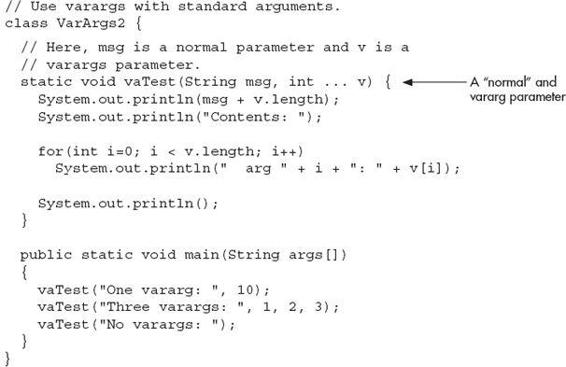 // Use varargs with standard arguments.
class VarArgs2 {
  // Here, msg is a normal parameter and v is a
  // varargs parameter.
  static void vaTest(String msg, int ... v) {
A “normal” and
vararg parameter
    System.out.println(msg + v.length);
    System.out.println("Contents: ");
    for(int i=0; i < v.length; i++)
      System.out.println("  arg " + i + ": " + v[i]);
    System.out.println();
  }
  public static void main(String args[])
  {
    vaTest("One vararg: ", 10);
    vaTest("Three varargs: ", 1, 2, 3);
    vaTest("No varargs: ");
  }
}